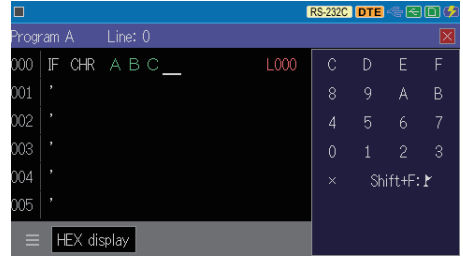 RS-232C DTE
Program A Line: 0
000 IF CHR A B C__ L000
001 '
002 '
003 '
004 '
005 '
HEX display
C D E F
8 9 A B
4 5 6 7
0 1 2 3
× Shift+F: